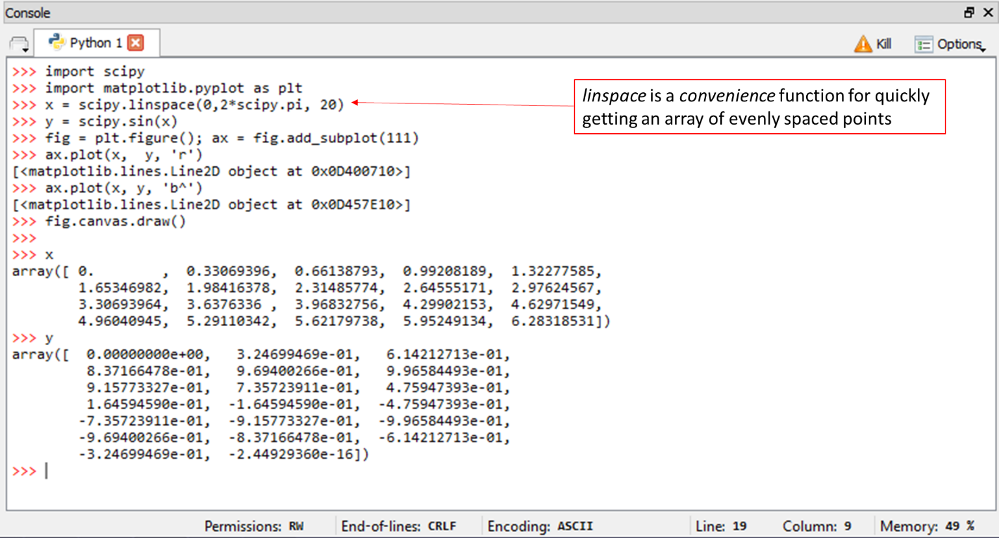 Console
Python 1
Kill
Options
>>> import scipy
>>> import matplotlib.pyplot as plt
>>> x = scipy.linspace(0,2*scipy.pi, 20)
>>> y = scipy.sin(x)
>>> fig = plt.figure(); ax = fig.add_subplot(111)
>>> ax.plot(x,  y, 'r')
[<matplotlib.lines.Line2D object at 0x0D400710>]
>>> ax.plot(x, y, 'b^')
[<matplotlib.lines.Line2D object at 0x0D457E10>]
>>> fig.canvas.draw()
>>>
>>> x
array([ 0.        ,  0.33069396,  0.66138793,  0.99208189,  1.32277585,
        1.65346982,  1.98416378,  2.31485774,  2.64555171,  2.97624567,
        3.30693964,  3.6376336 ,  3.96832756,  4.29902153,  4.62971549,
        4.96040945,  5.29110342,  5.62179738,  5.95249134,  6.28318531])
>>> y
array([  0.00000000e+00,   3.24699469e-01,   6.14212713e-01,
         8.37166478e-01,   9.69400266e-01,   9.96584493e-01,
         9.15773327e-01,   7.35723911e-01,   4.75947393e-01,
         1.64594590e-01,  -1.64594590e-01,  -4.75947393e-01,
        -7.35723911e-01,  -9.15773327e-01,  -9.96584493e-01,
        -9.69400266e-01,  -8.37166478e-01,  -6.14212713e-01,
        -3.24699469e-01,  -2.44929360e-16])
>>>
linspace is a convenience function for quickly
getting an array of evenly spaced points
Permissions: RW End-of-lines: CRLF Encoding: ASCII Line: 19 Column: 9 Memory: 49 %